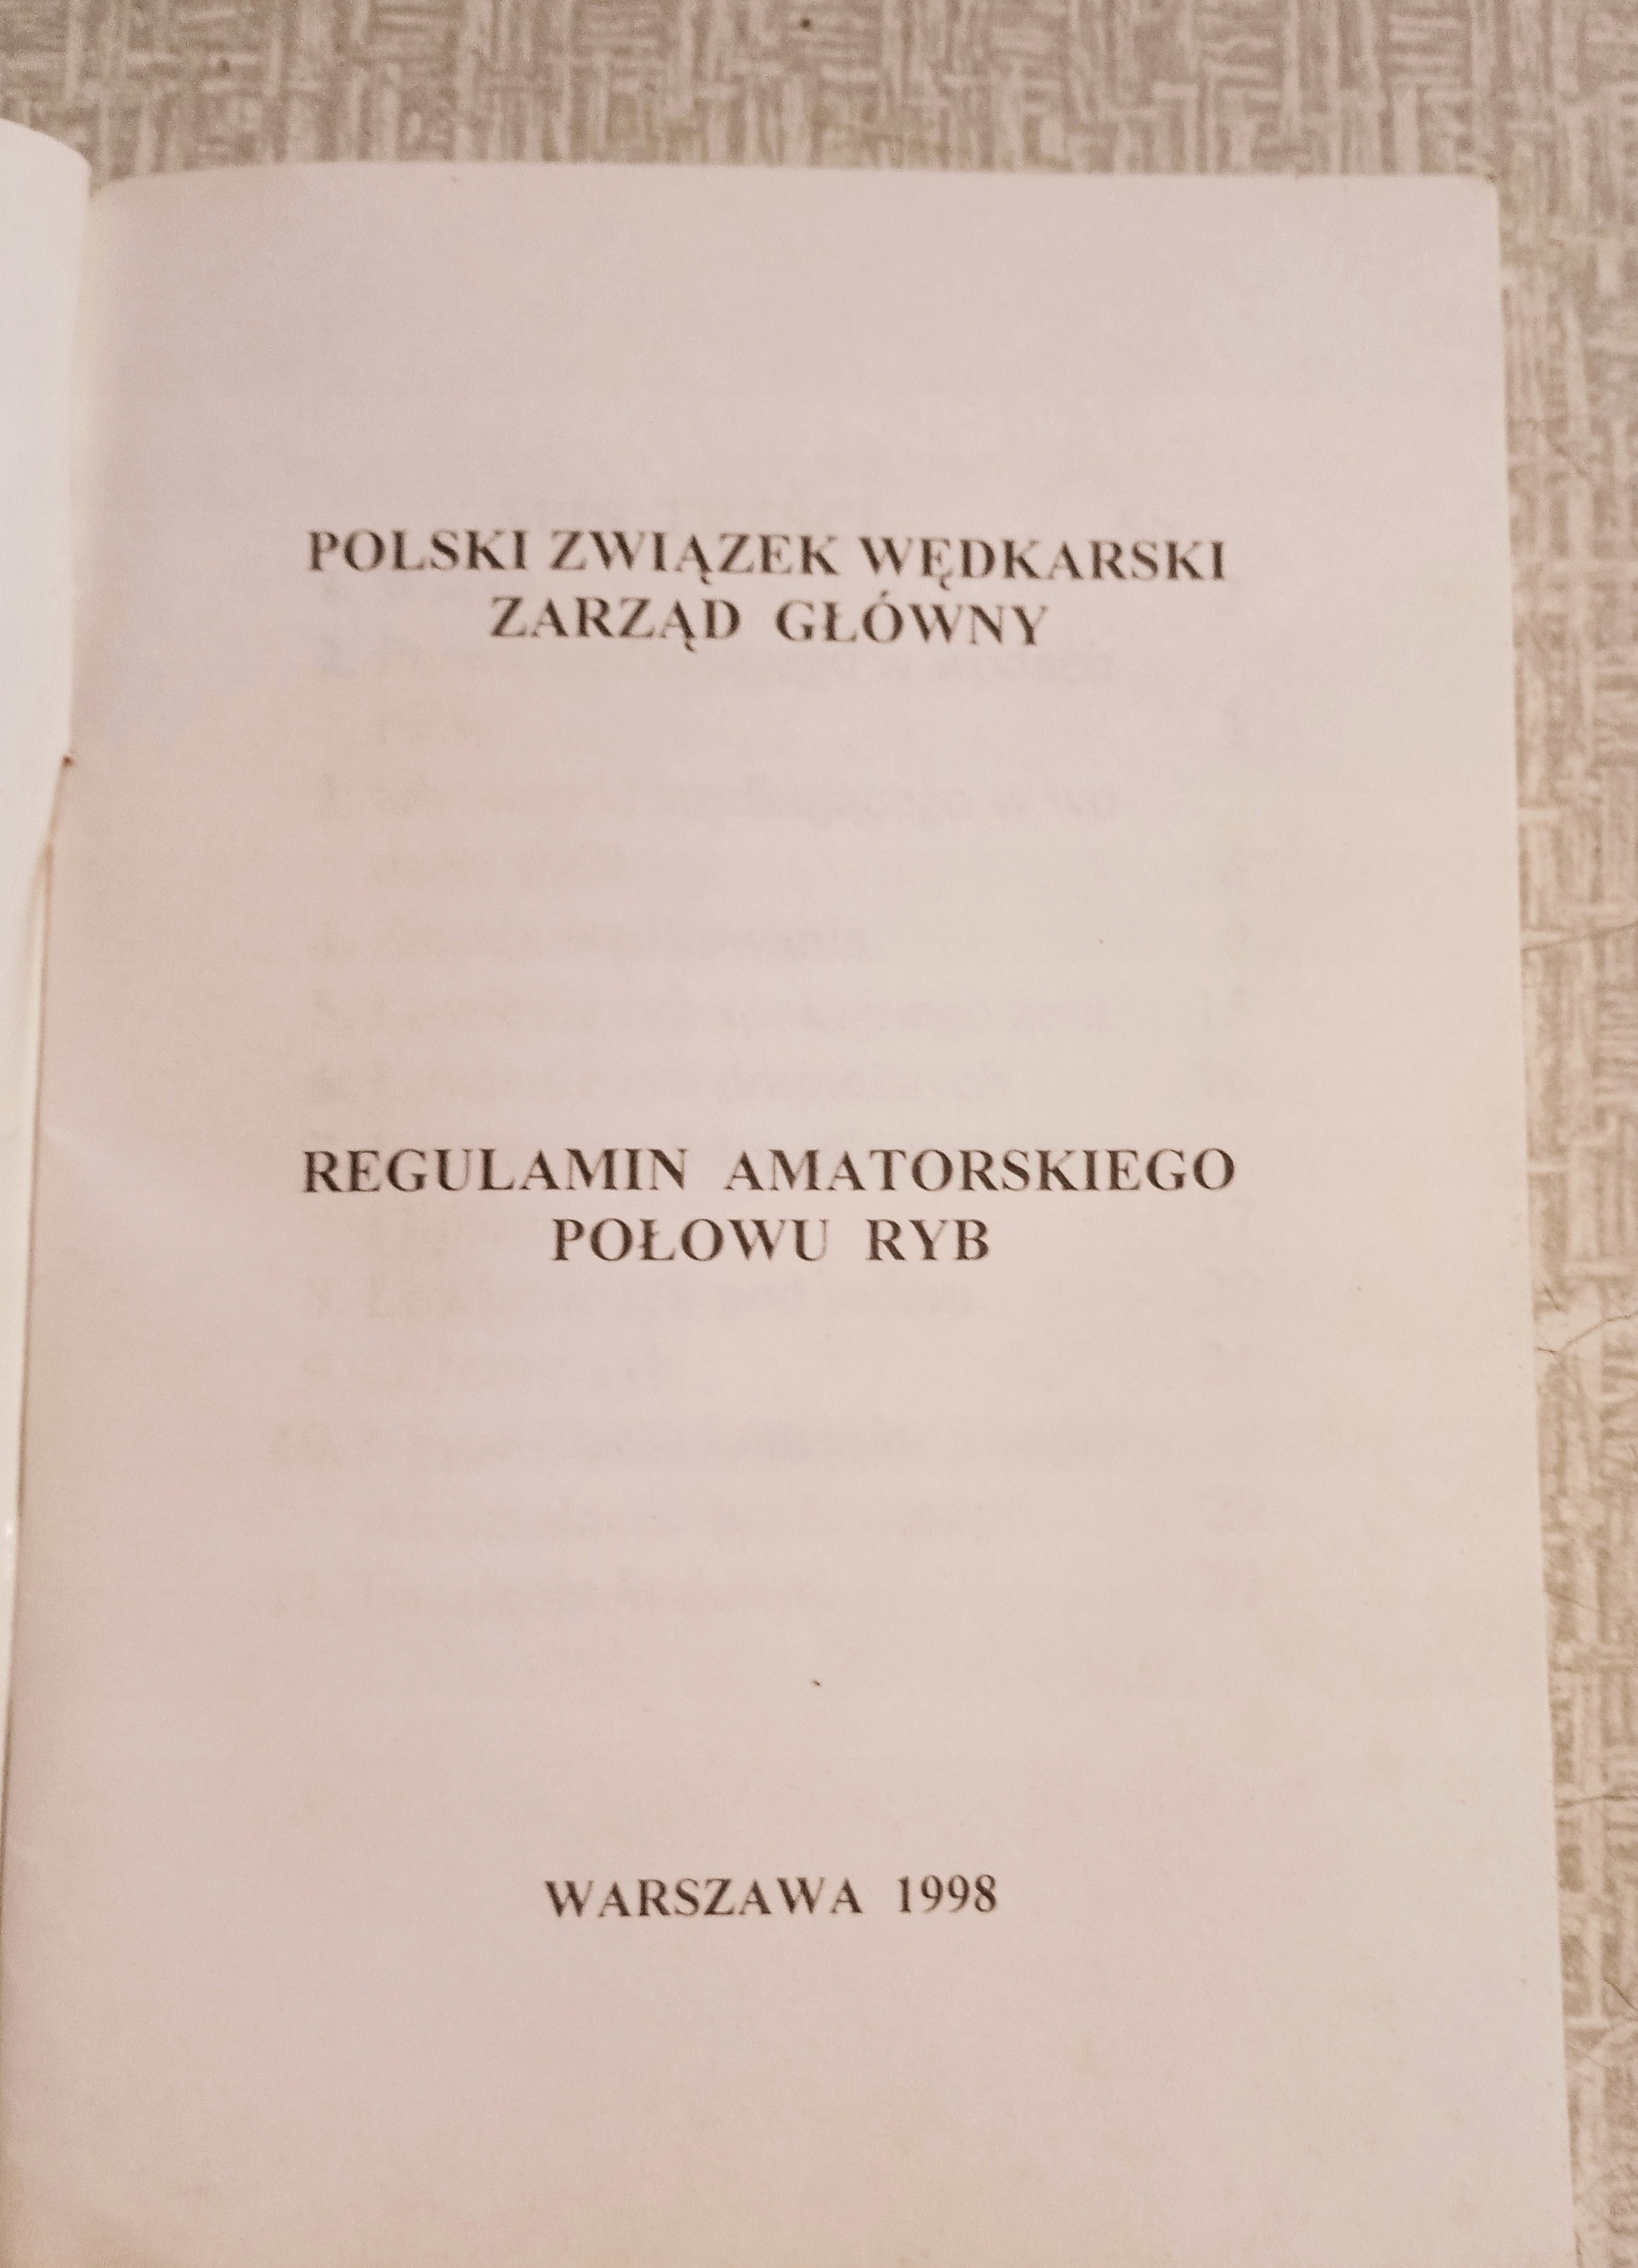 POLSKI ZWIĄZEK WĘDKARSKI
ZARZĄD GŁÓWNY
REGULAMIN AMATORSKIEGO
POŁOWU RYB
WARSZAWA 1998